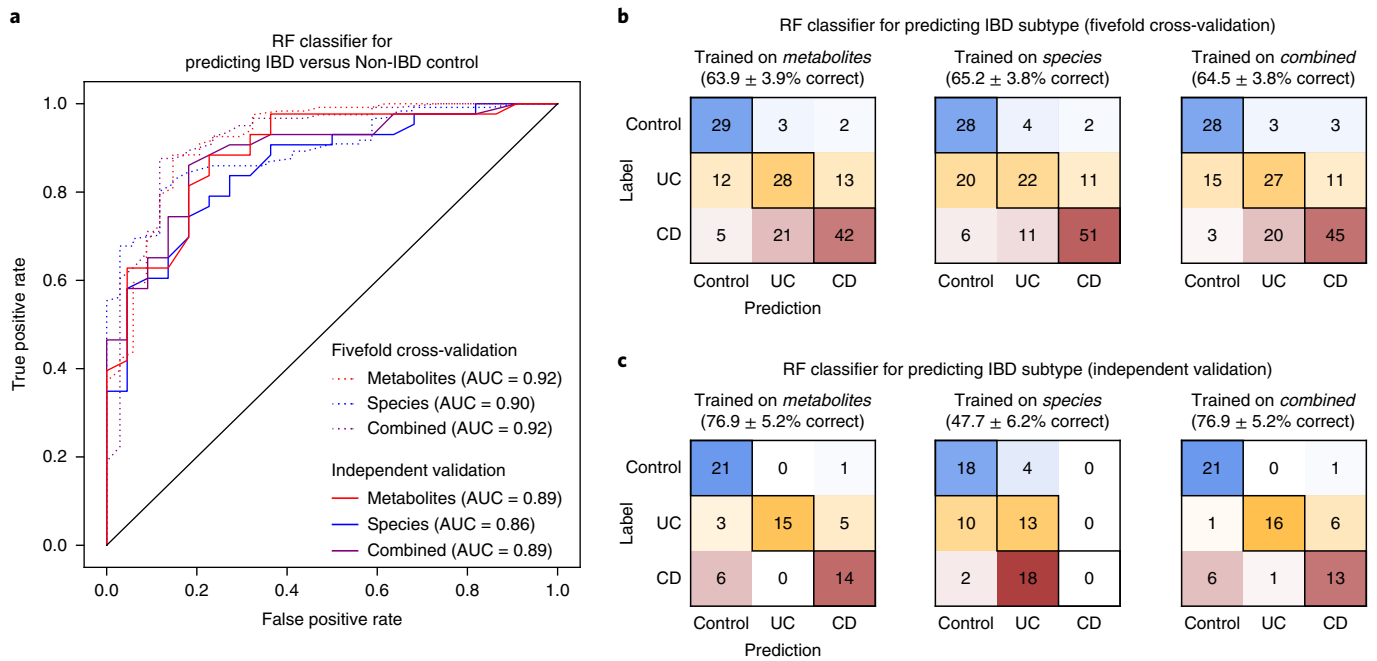 a
RF classifier for
predicting IBD versus Non-IBD control
True positive rate
1.0
0.8
0.6
0.4
0.2
0.0
0.0 0.2 0.4 0.6 0.8 1.0
False positive rate
Fivefold cross-validation
Metabolites (AUC = 0.92)
Species (AUC = 0.90)
Combined (AUC = 0.92)
Independent validation
Metabolites (AUC = 0.89)
Species (AUC = 0.86)
Combined (AUC = 0.89)
b
RF classifier for predicting IBD subtype (fivefold cross-validation)
Trained on metabolites
(63.9 ± 3.9% correct)
Trained on species
(65.2 ± 3.8% correct)
Trained on combined
(64.5 ± 3.8% correct)
Label
Control 29 3 2 28 4 2 28 3 3
UC 12 28 13 20 22 11 15 27 11
CD 5 21 42 6 11 51 3 20 45
Control UC CD Control UC CD Control UC CD
Prediction
c
RF classifier for predicting IBD subtype (independent validation)
Trained on metabolites
(76.9 ± 5.2% correct)
Trained on species
(47.7 ± 6.2% correct)
Trained on combined
(76.9 ± 5.2% correct)
Label
Control 21 0 1 18 4 0 21 0 1
UC 3 15 5 10 13 0 1 16 6
CD 6 0 14 2 18 0 6 1 13
Control UC CD Control UC CD Control UC CD
Prediction